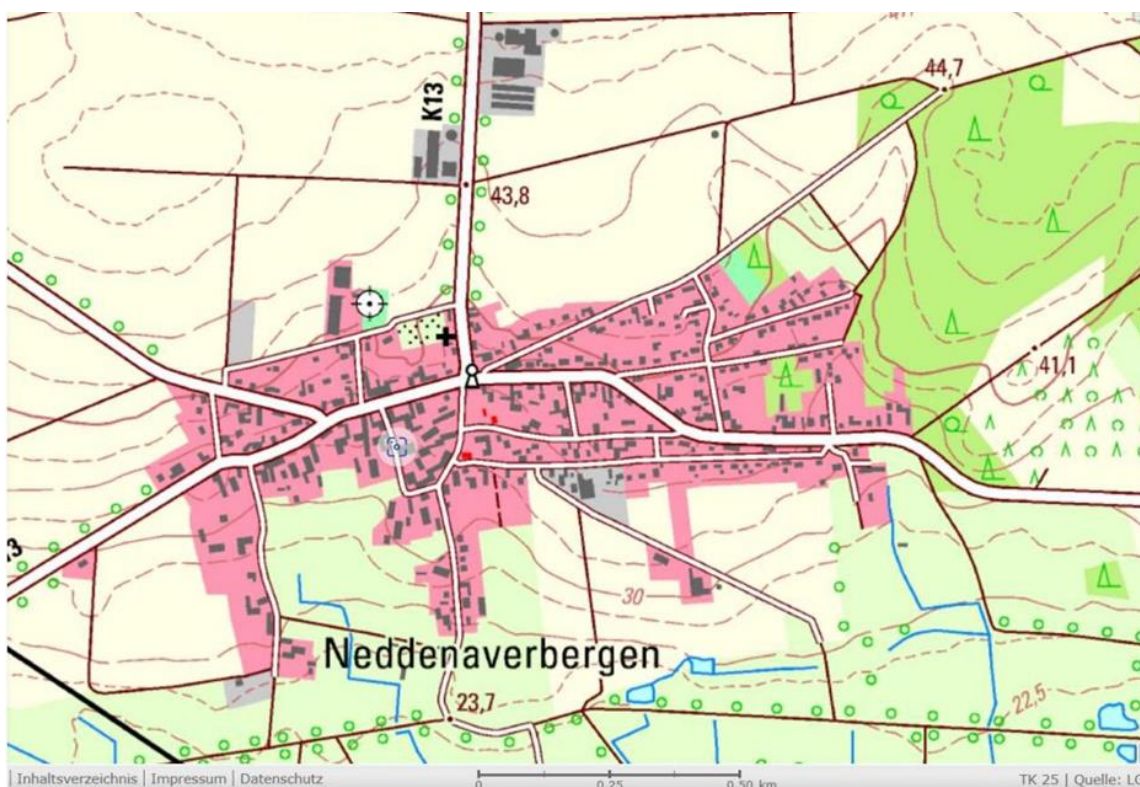 44,7
K13
43,8
41,1
30
Neddenaverbergen
23,7
22,5
| Inhaltsverzeichnis | Impressum | Datenschutz
0 0,25 0,50 km
TK 25 | Quelle: